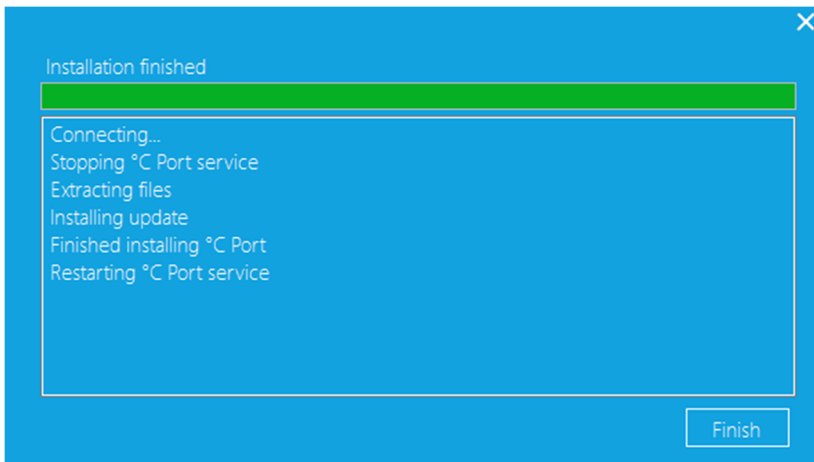 Installation finished
Connecting...
Stopping °C Port service
Extracting files
Installing update
Finished installing °C Port
Restarting °C Port service
Finish